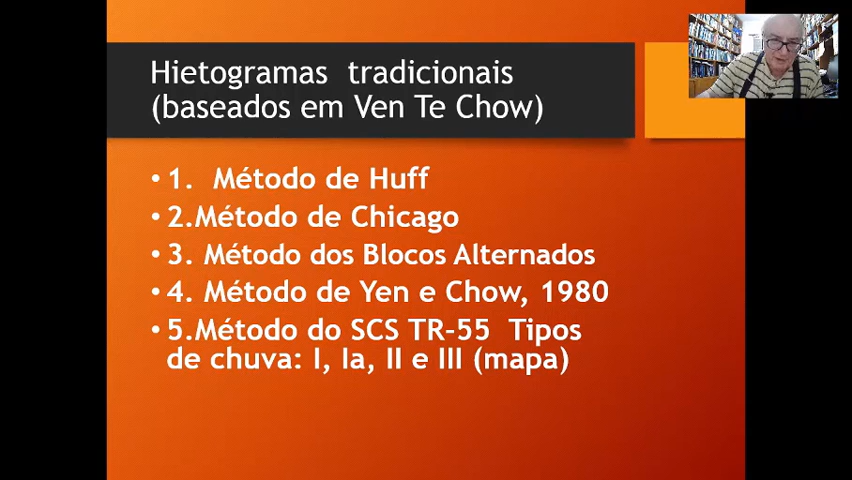 Hietogramas tradicionais
(baseados em Ven Te Chow)
• 1. Método de Huff
• 2.Método de Chicago
• 3. Método dos Blocos Alternados
• 4. Método de Yen e Chow, 1980
• 5.Método do SCS TR-55 Tipos
de chuva: I, Ia, II e III (mapa)